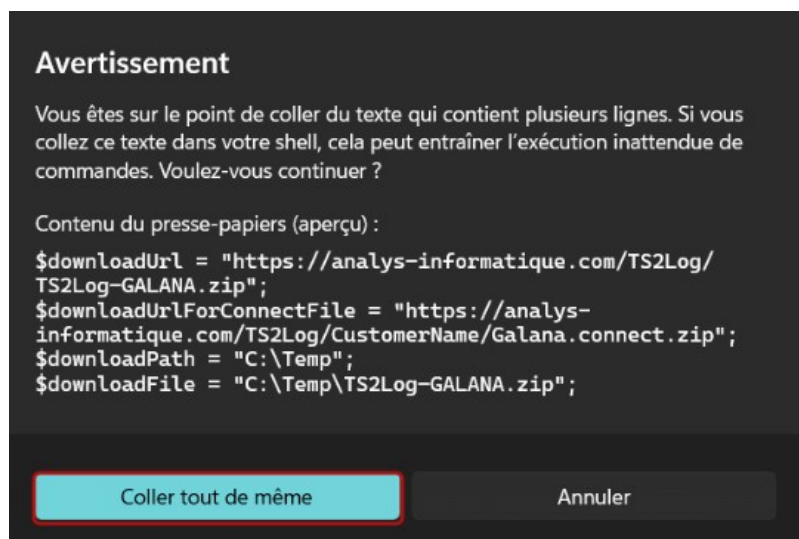 Avertissement
Vous êtes sur le point de coller du texte qui contient plusieurs lignes. Si vous
collez ce texte dans votre shell, cela peut entraîner l'exécution inattendue de
commandes. Voulez-vous continuer ?
Contenu du presse-papiers (aperçu) :
$downloadUrl = "https://analys-informatique.com/TS2Log/
TS2Log-GALANA.zip";
$downloadUrlForConnectFile = "https://analys-
informatique.com/TS2Log/CustomerName/Galana.connect.zip";
$downloadPath = "C:\Temp";
$downloadFile = "C:\Temp\TS2Log-GALANA.zip";
Coller tout de même
Annuler